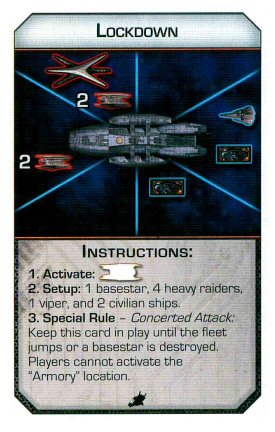 LOCKDOWN
2
2
INSTRUCTIONS:
1. Activate:
2. Setup: 1 basestar, 4 heavy raiders,
1 viper, and 2 civilian ships.
3. Special Rule – Concerted Attack:
Keep this card in play until the fleet
jumps or a basestar is destroyed.
Players cannot activate the
"Armory" location.